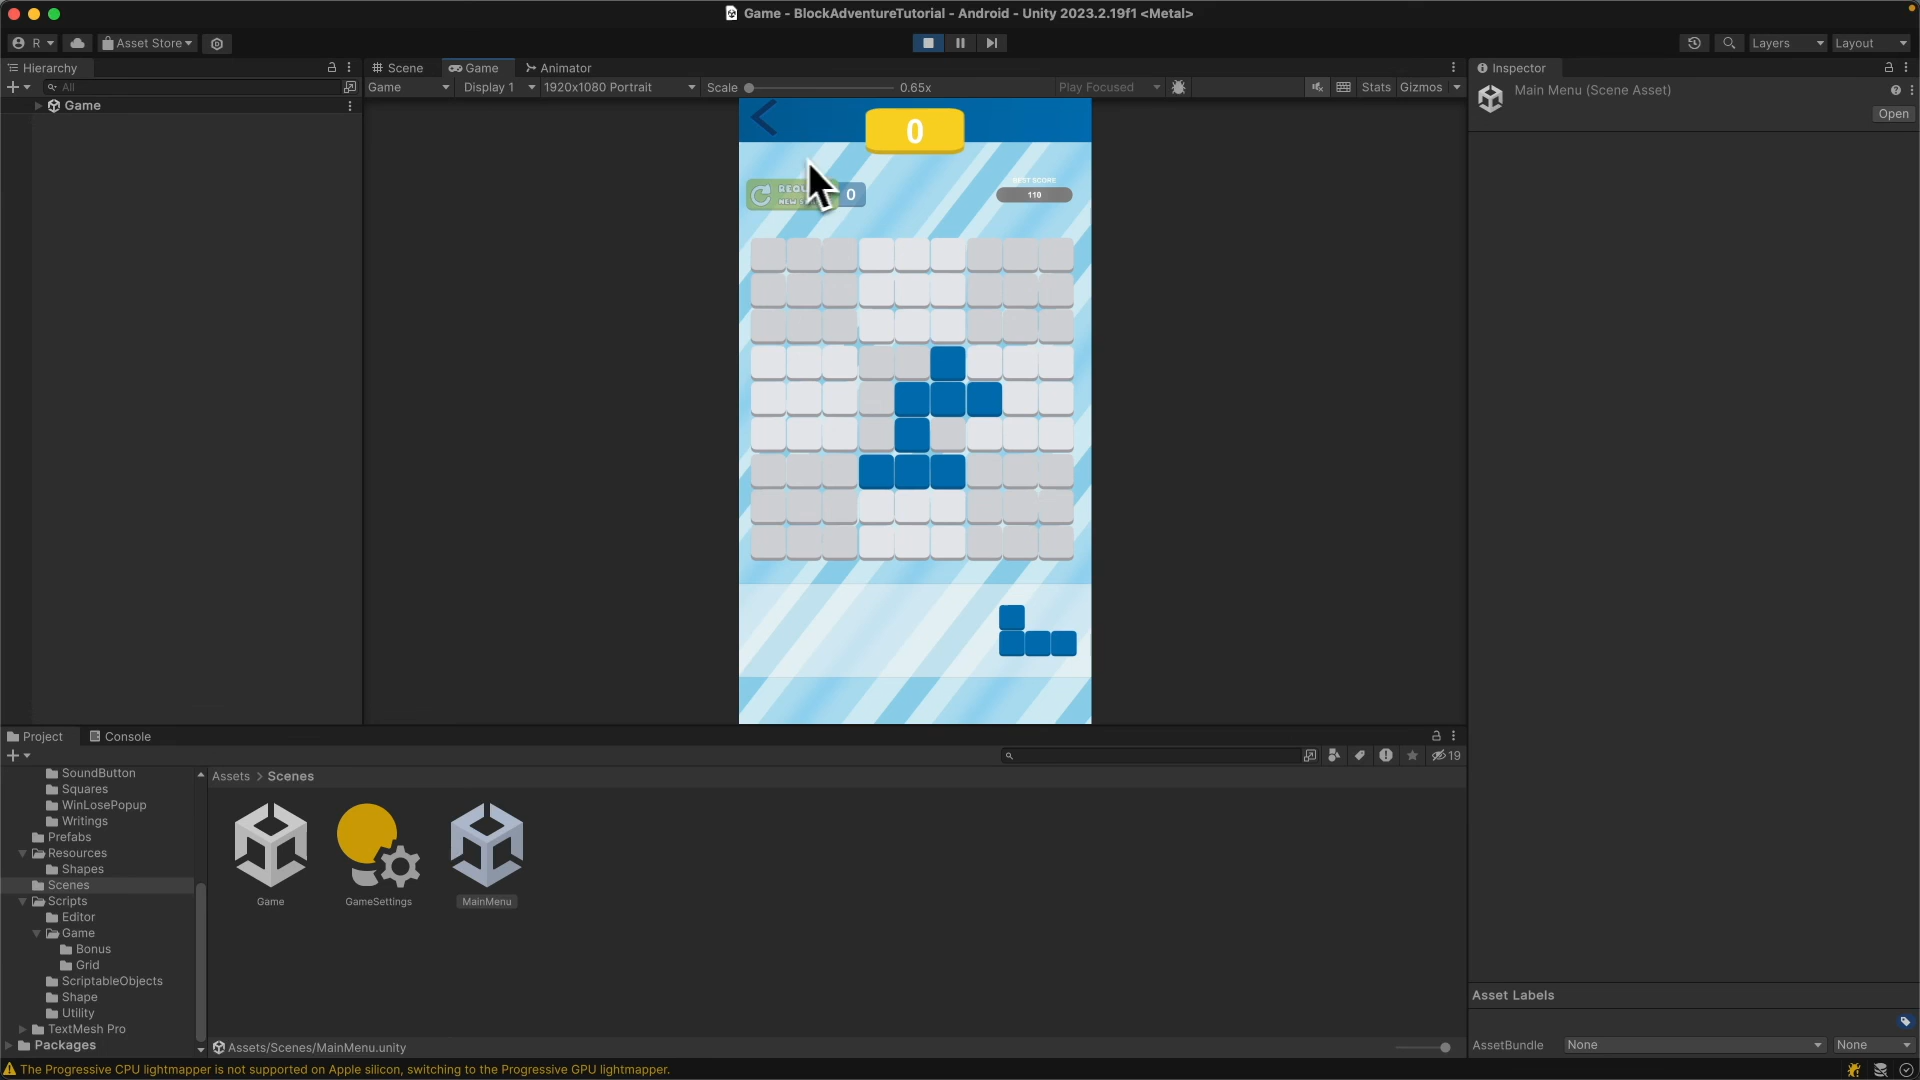 Game - BlockAdventureTutorial - Android - Unity 2023.2.19f1 <Metal>
R Asset Store Layers Layout
Hierarchy Scene Game Animator Inspector
All Game Display 1 1920x1080 Portrait Scale 0.65x Play Focused Stats Gizmos
Main Menu (Scene Asset)
Open
Game
0
0
BEST SCORE
110
Project Console
19
Assets > Scenes
SoundButton
Squares
WinLosePopup
Writings
Prefabs
Resources
Shapes
Scenes
Scripts
Editor
Game
Bonus
Grid
ScriptableObjects
Shape
Utility
TextMesh Pro
Packages
Game GameSettings MainMenu
Assets/Scenes/MainMenu.unity
Asset Labels
AssetBundle None None
The Progressive CPU lightmapper is not supported on Apple silicon, switching to the Progressive GPU lightmapper.